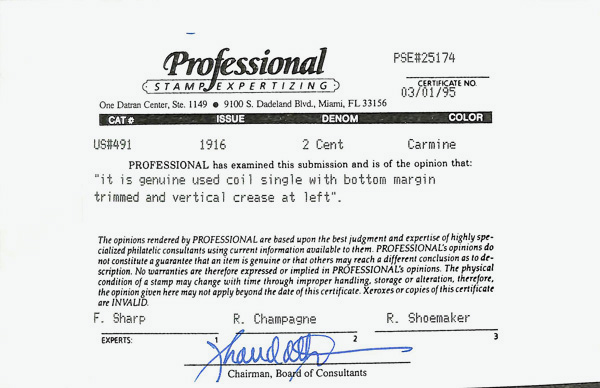 Professional
STAMP EXPERTIZING
PSE#25174
CERTIFICATE NO.
03/01/95
One Datran Center, Ste. 1149 ● 9100 S. Dadeland Blvd., Miami, FL 33156
CAT# ISSUE DENOM COLOR
US#491 1916 2 Cent Carmine
PROFESSIONAL has examined this submission and is of the opinion that:
"it is genuine used coil single with bottom margin
trimmed and vertical crease at left".
The opinions rendered by PROFESSIONAL are based upon the best judgment and expertise of highly spe-
cialized philatelic consultants using current information available to them. PROFESSIONAL's opinions do
not constitute a guarantee that an item is genuine or that others may reach a different conclusion as to de-
scription. No warranties are therefore expressed or implied in PROFESSIONAL's opinions. The physical
condition of a stamp may change with time through improper handling, storage or alteration, therefore,
the opinion given here may not apply beyond the date of this certificate. Xeroxes or copies of this certificate
are INVALID.
F. Sharp R. Champagne R. Shoemaker
EXPERTS: 1 2 3
Chairman, Board of Consultants